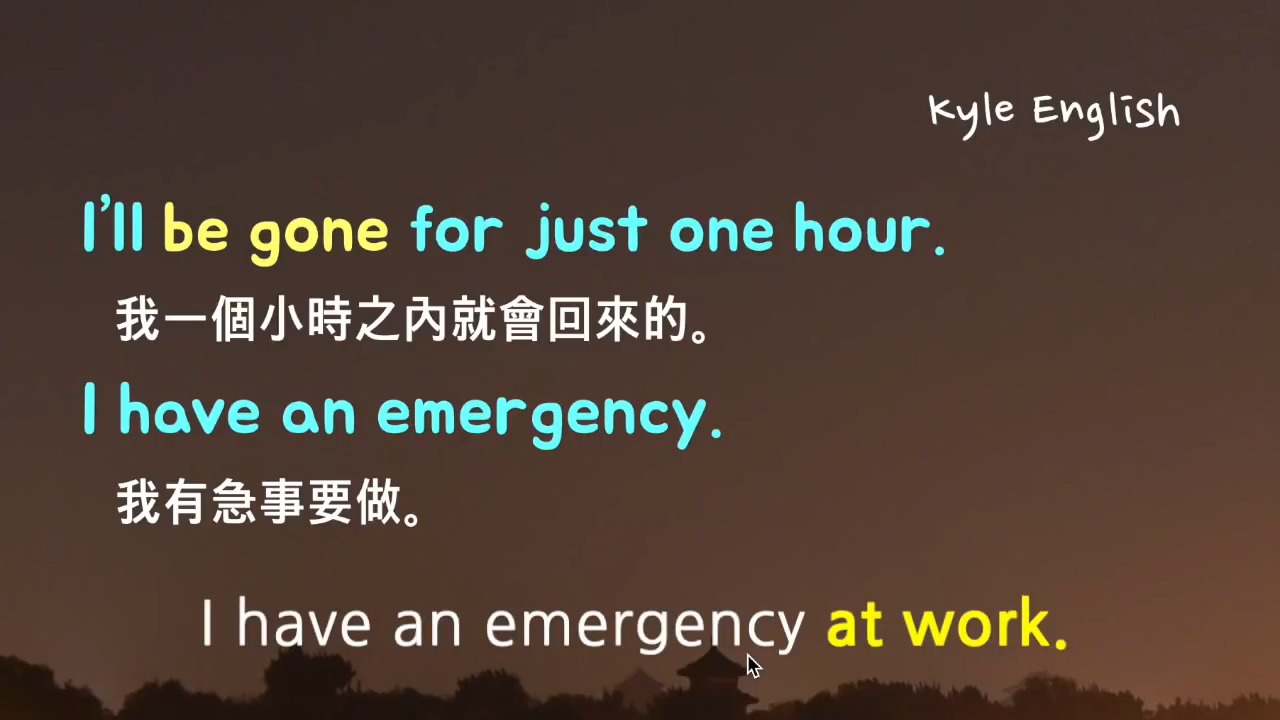 Kyle English
I'll be gone for just one hour.
我一個小時之內就會回來的。
I have an emergency.
我有急事要做。
I have an emergency at work.